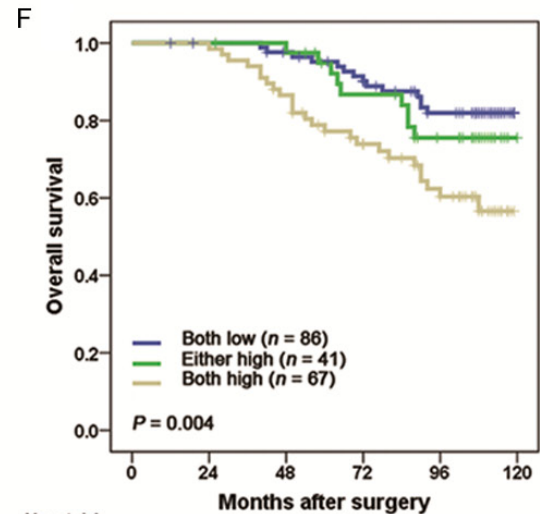 F
Overall survival
1.0
0.8
0.6
0.4
0.2
0.0
Both low (n = 86)
Either high (n = 41)
Both high (n = 67)
P = 0.004
0 24 48 72 96 120
Months after surgery